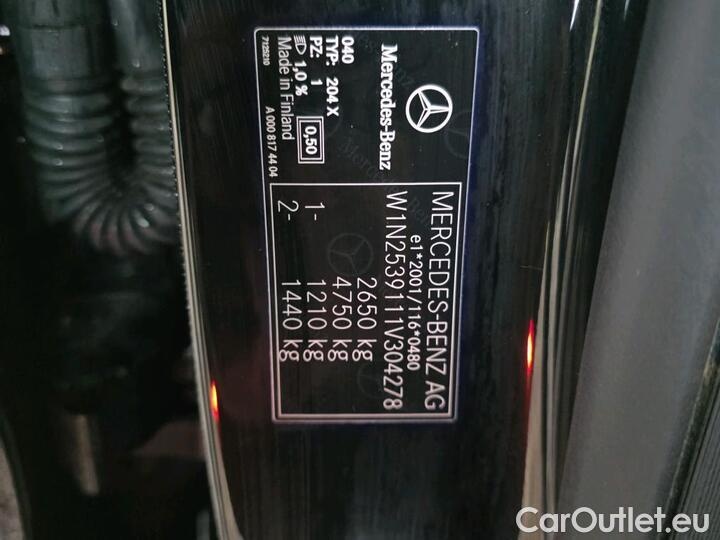 Mercedes-Benz
040
TYP: 204 X
PZ: 1
1,0 % 0,50
Made in Finland
7125210 A 000 817 44 04
MERCEDES-BENZ AG
e1*2001/116*0480
W1N2539111V304278
2650 kg
4750 kg
1- 1210 kg
2- 1440 kg
CarOutlet.eu